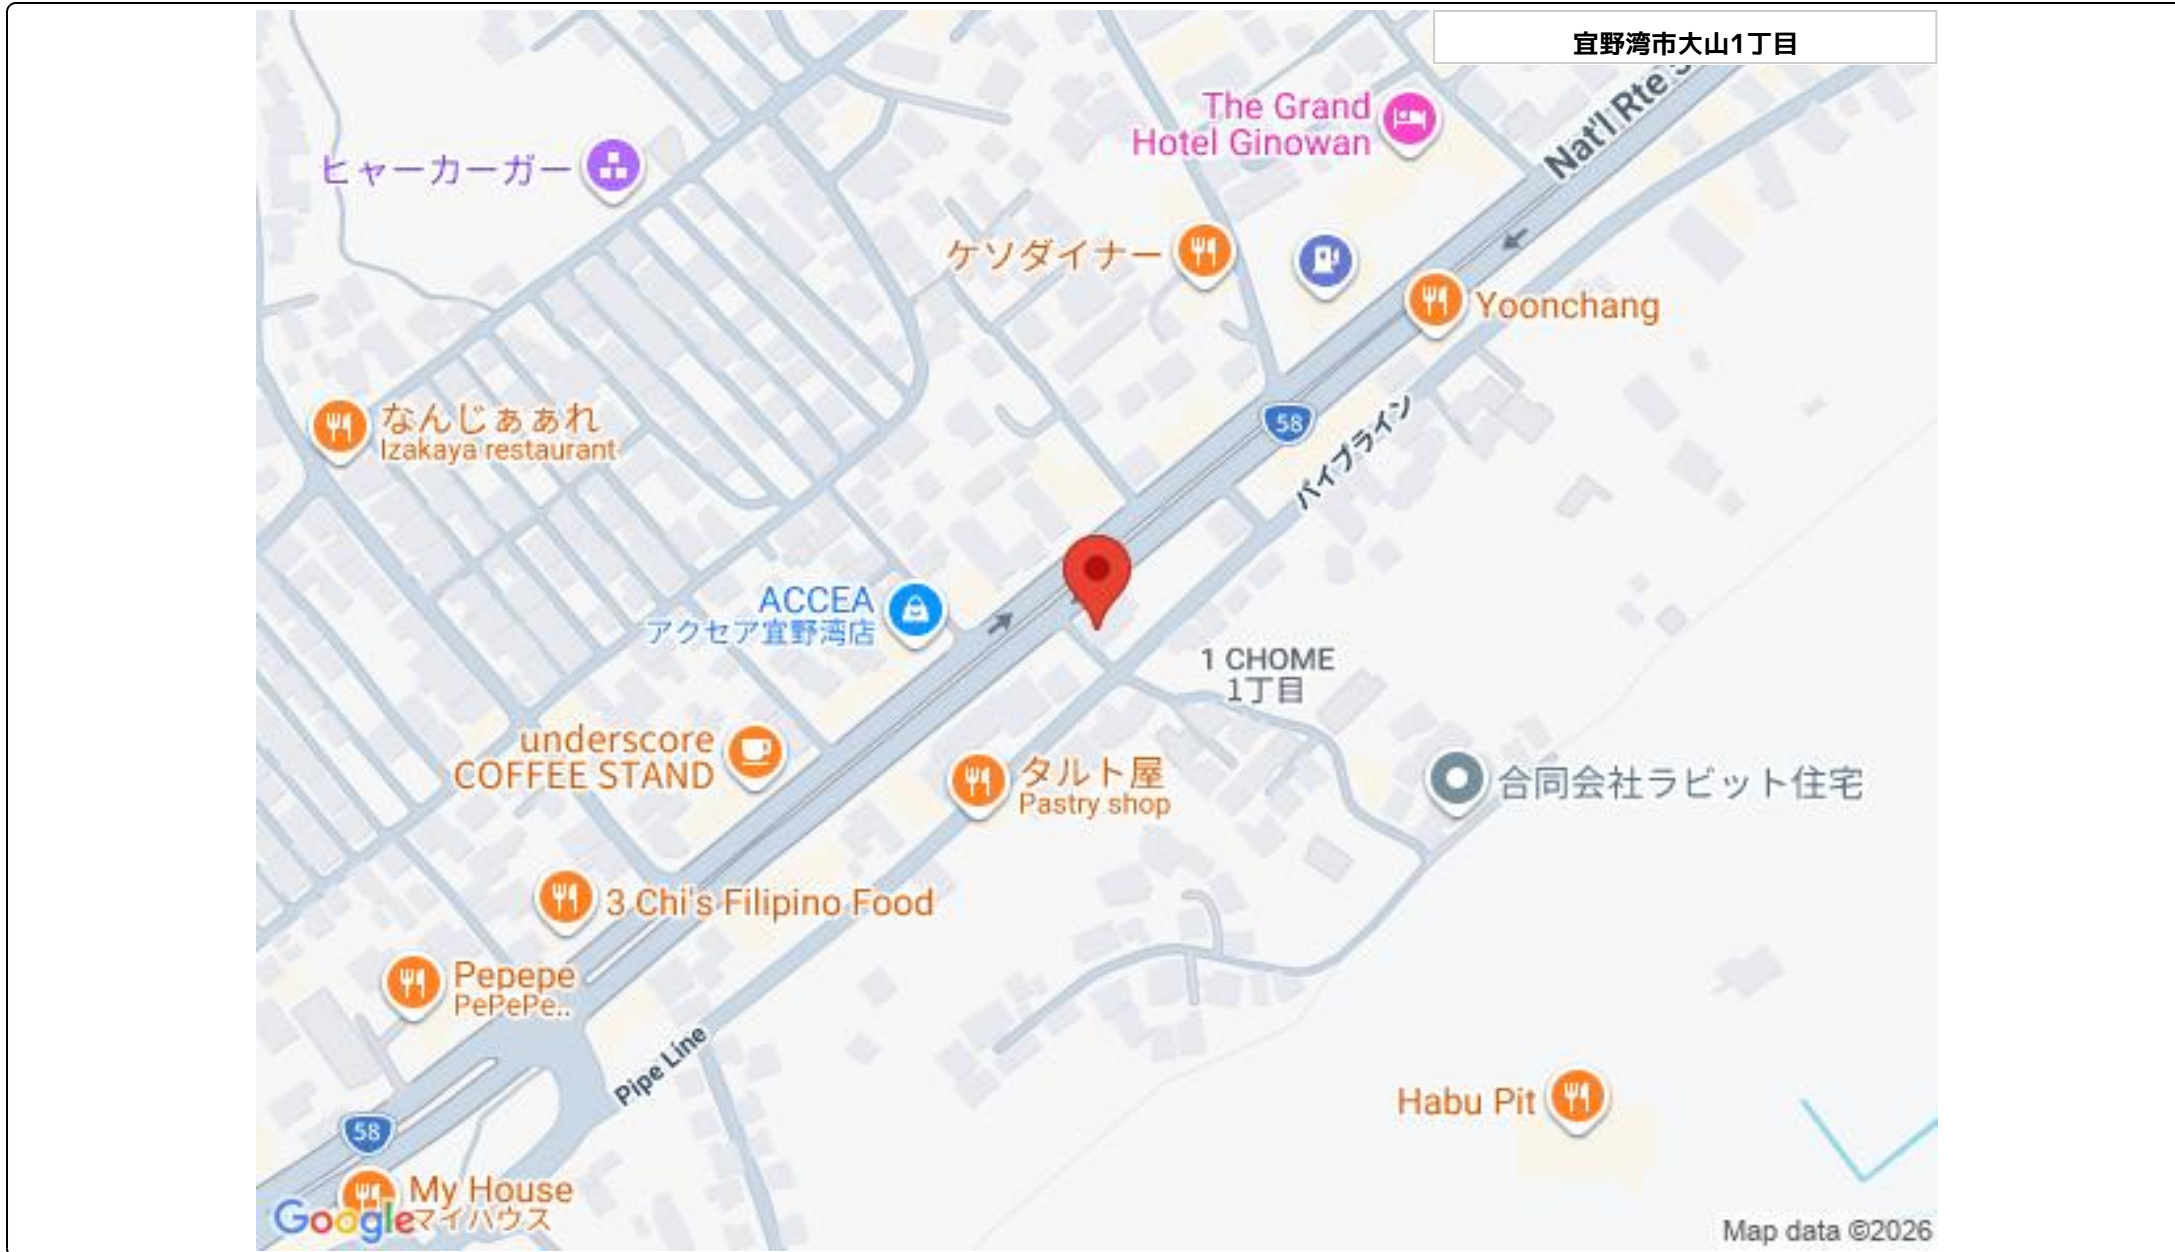 宜野湾市大山1丁目
Nat'l Rte
The Grand
Hotel Ginowan
ヒャーカーガー
ケソダイナー
Yoonchang
なんじぁぁれ
Izakaya restaurant
58
パイプライン
ACCEA
アクセア宜野湾店
1 CHOME
1丁目
underscore
COFFEE STAND
タルト屋
Pastry shop
合同会社ラビット住宅
3 Chi's Filipino Food
Pepepe
PePePe..
Pipe Line
Habu Pit
58
My House
マイハウス
Google
Map data ©2026